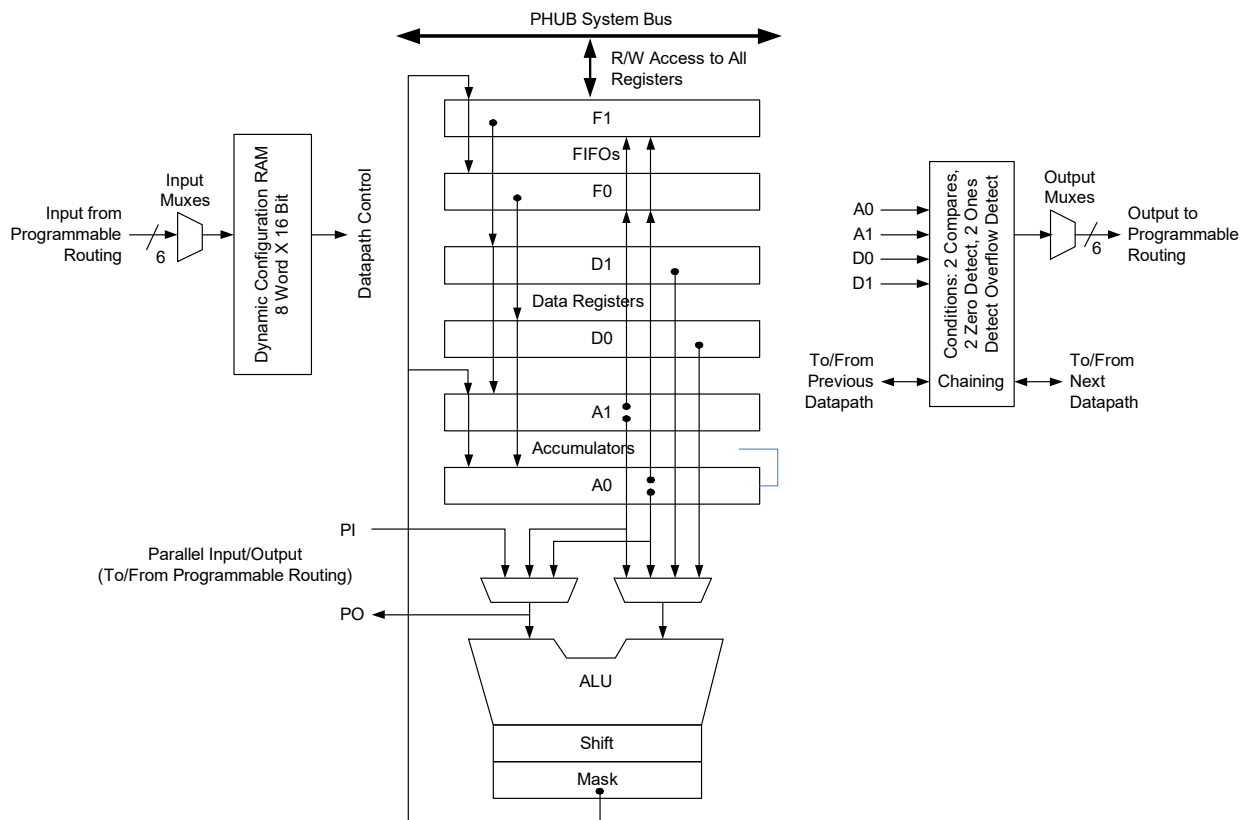 PHUB System Bus
R/W Access to All
Registers
F1
FIFOs
F0
D1
Data Registers
D0
A1
Accumulators
A0
Input from
Programmable
Routing
6
Input
Muxes
Dynamic Configuration RAM
8 Word X 16 Bit
Datapath Control
PI
Parallel Input/Output
(To/From Programmable Routing)
PO
ALU
Shift
Mask
A0
A1
D0
D1
Conditions: 2 Compares,
2 Zero Detect, 2 Ones
Detect Overflow Detect
Chaining
To/From
Previous
Datapath
To/From
Next
Datapath
Output
Muxes
6
Output to
Programmable
Routing